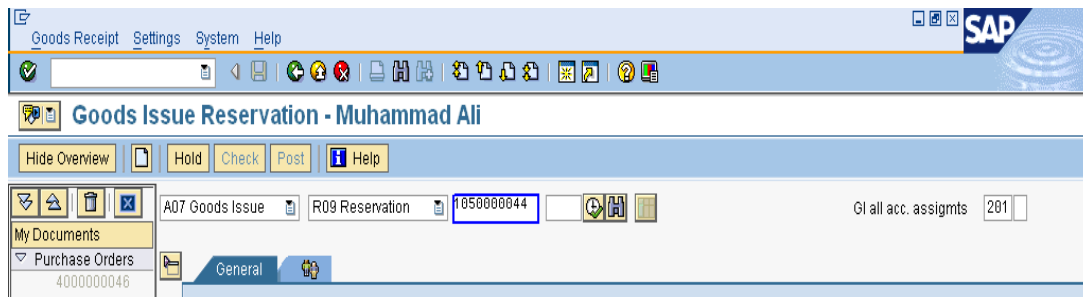 SAP
Goods Receipt Settings System Help
Goods Issue Reservation - Muhammad Ali
Hide Overview Hold Check Post Help
A07 Goods Issue R09 Reservation 1050000044 GI all acc. assigmts 201
My Documents
Purchase Orders
4000000046
General